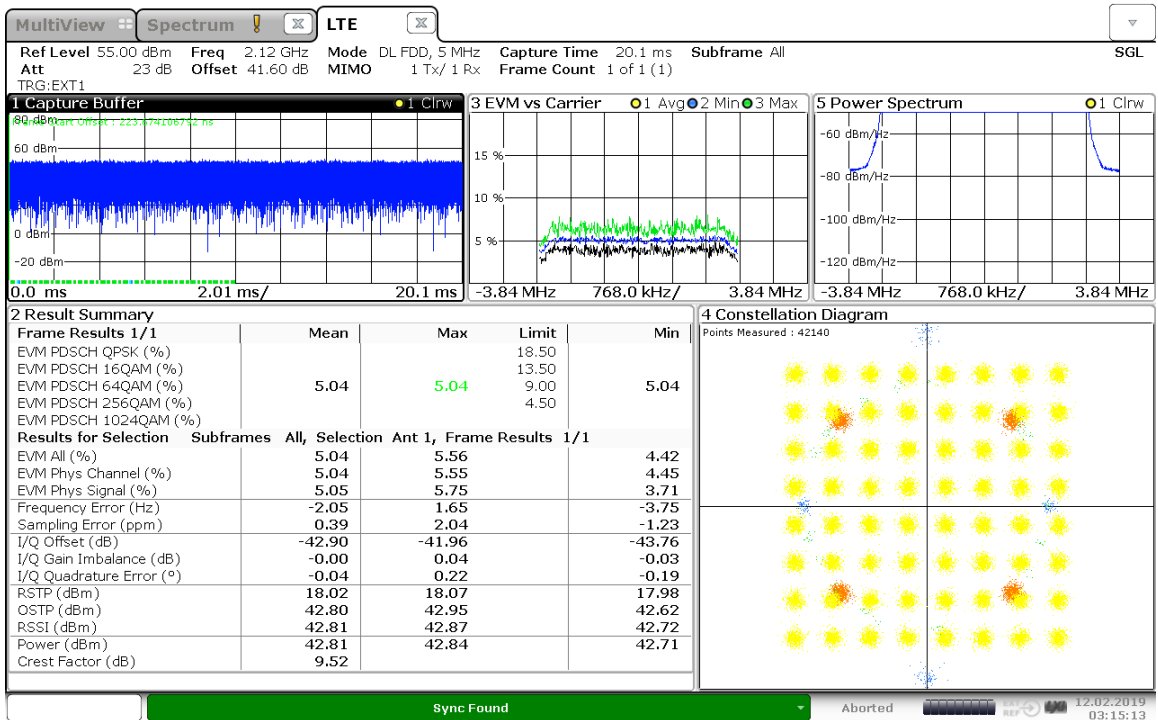 MultiView Spectrum ! X LTE X
Ref Level 55.00 dBm Freq 2.12 GHz Mode DL FDD, 5 MHz Capture Time 20.1 ms Subframe All SGL
Att 23 dB Offset 41.60 dB MIMO 1 Tx/ 1 Rx Frame Count 1 of 1 (1)
TRG:EXT1
1 Capture Buffer 1 Clrw
80 dBm
Frame Start Offset : 223.674106792 ns
60 dBm
0 dBm
-20 dBm
0.0 ms 2.01 ms/ 20.1 ms
3 EVM vs Carrier 1 Avg 2 Min 3 Max
15 %
10 %
5 %
-3.84 MHz 768.0 kHz/ 3.84 MHz
5 Power Spectrum 1 Clrw
-60 dBm/Hz
-80 dBm/Hz
-100 dBm/Hz
-120 dBm/Hz
-3.84 MHz 768.0 kHz/ 3.84 MHz
2 Result Summary
Frame Results 1/1 Mean Max Limit Min
EVM PDSCH QPSK (%) 18.50
EVM PDSCH 16QAM (%) 13.50
EVM PDSCH 64QAM (%) 5.04 5.04 9.00 5.04
EVM PDSCH 256QAM (%) 4.50
EVM PDSCH 1024QAM (%)
Results for Selection Subframes All, Selection Ant 1, Frame Results 1/1
EVM All (%) 5.04 5.56 4.42
EVM Phys Channel (%) 5.04 5.55 4.45
EVM Phys Signal (%) 5.05 5.75 3.71
Frequency Error (Hz) -2.05 1.65 -3.75
Sampling Error (ppm) 0.39 2.04 -1.23
I/Q Offset (dB) -42.90 -41.96 -43.76
I/Q Gain Imbalance (dB) -0.00 0.04 -0.03
I/Q Quadrature Error (°) -0.04 0.22 -0.19
RSTP (dBm) 18.02 18.07 17.98
OSTP (dBm) 42.80 42.95 42.62
RSSI (dBm) 42.81 42.87 42.72
Power (dBm) 42.81 42.84 42.71
Crest Factor (dB) 9.52
4 Constellation Diagram
Points Measured : 42140
Sync Found Aborted EXT REF LXI 12.02.2019
03:15:13